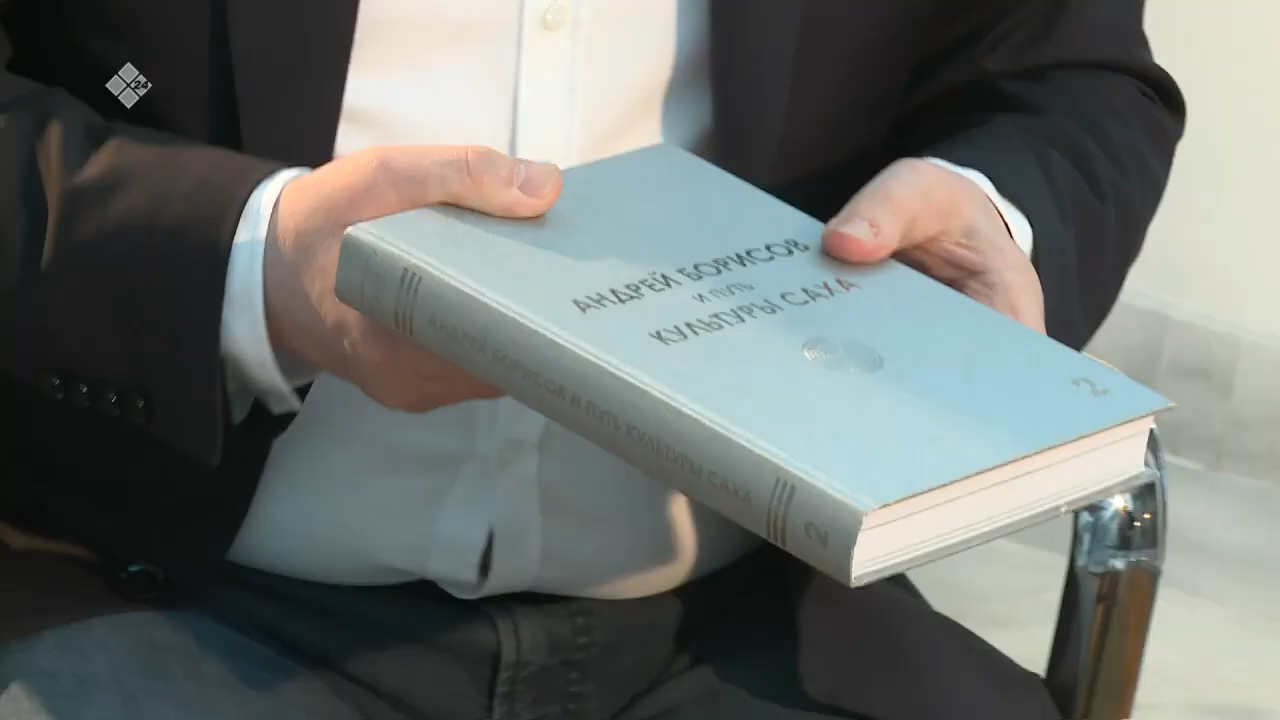 24
АНДРЕЙ БОРИСОВ
И ПУТЬ
КУЛЬТУРЫ САХА
2
АНДРЕЙ БОРИСОВ И ПУТЬ КУЛЬТУРЫ САХА
2